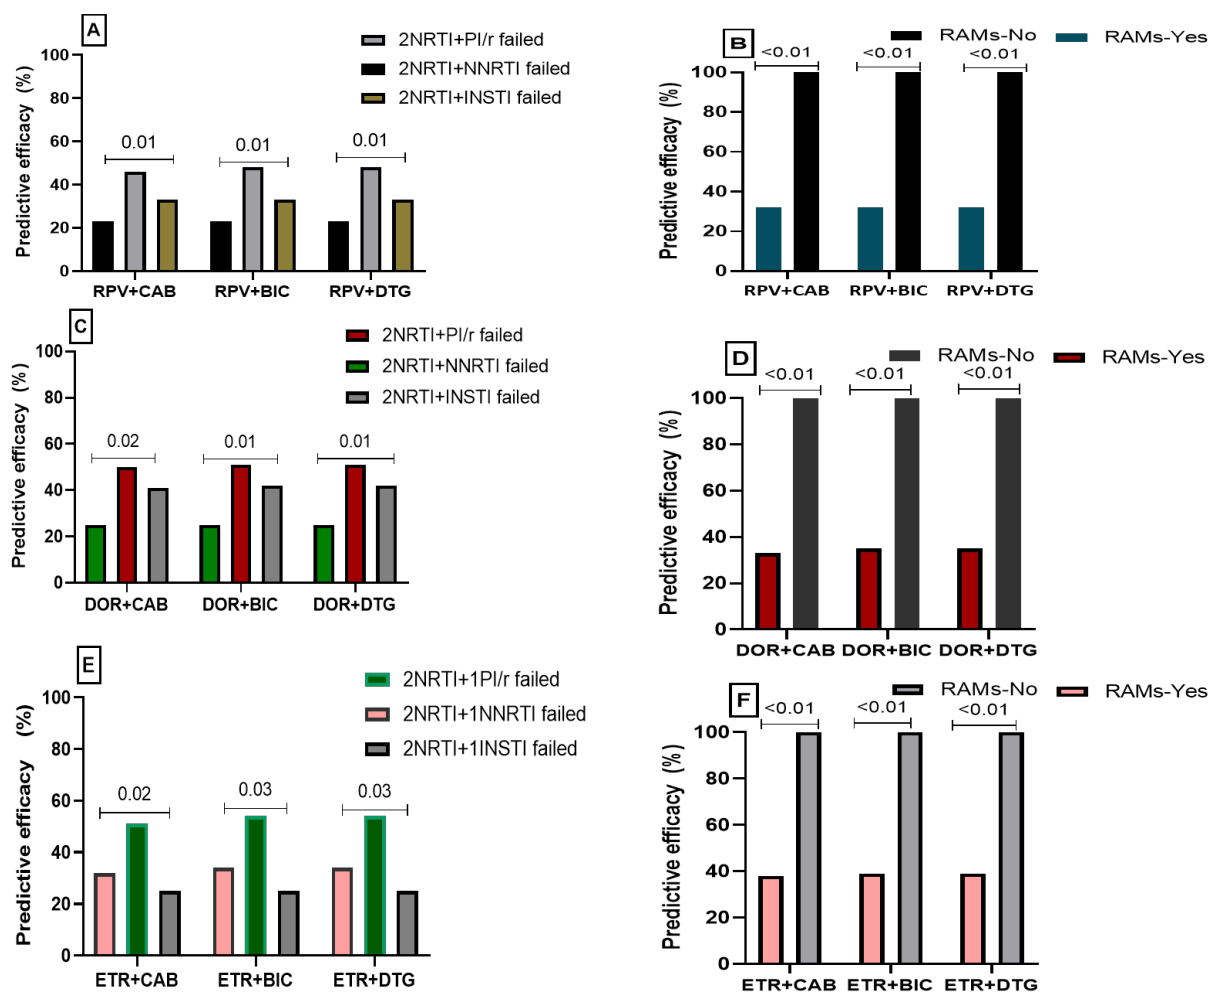 A
2NRTI+PI/r failed
2NRTI+NNRTI failed
2NRTI+INSTI failed
Predictive efficacy (%)
100
80
60
40
20
0
0.01
0.01
0.01
RPV+CAB
RPV+BIC
RPV+DTG
B
RAMs-No
RAMs-Yes
Predictive efficacy (%)
100
80
60
40
20
0
<0.01
<0.01
<0.01
RPV+CAB
RPV+BIC
RPV+DTG
C
2NRTI+PI/r failed
2NRTI+NNRTI failed
2NRTI+INSTI failed
Predictive efficacy (%)
100
80
60
40
20
0
0.02
0.01
0.01
DOR+CAB
DOR+BIC
DOR+DTG
D
RAMs-No
RAMs-Yes
Predictive efficacy (%)
100
80
60
40
20
0
<0.01
<0.01
<0.01
DOR+CAB
DOR+BIC
DOR+DTG
E
2NRTI+1PI/r failed
2NRTI+1NNRTI failed
2NRTI+1INSTI failed
Predictive efficacy (%)
100
80
60
40
20
0
0.02
0.03
0.03
ETR+CAB
ETR+BIC
ETR+DTG
F
RAMs-No
RAMs-Yes
Predictive efficacy (%)
100
80
60
40
20
0
<0.01
<0.01
<0.01
ETR+CAB
ETR+BIC
ETR+DTG